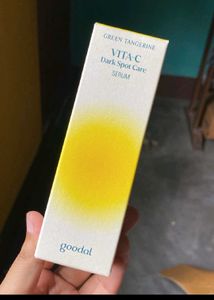 GREEN TANGERINE
VITA·C
Dark Spot Care
SERUM
goodal